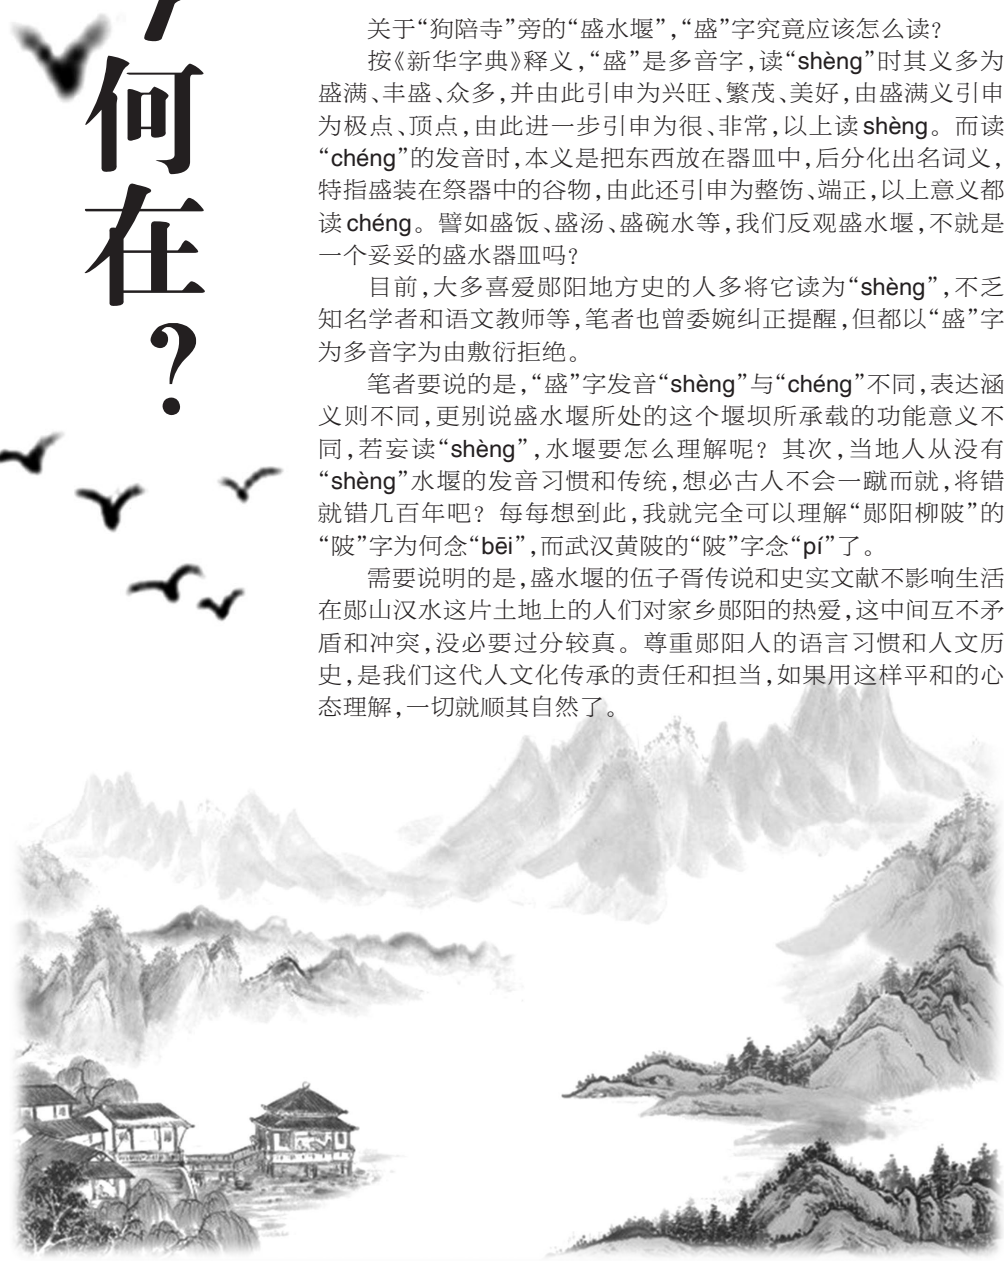 何
在
？
关于“狗陪寺”旁的“盛水堰”，“盛”字究竟应该怎么读？
按《新华字典》释义，“盛”是多音字，读“shèng”时其义多为
盛满、丰盛、众多，并由此引申为兴旺、繁茂、美好，由盛满义引申
为极点、顶点，由此进一步引申为很、非常，以上读shèng。而读
“chéng”的发音时，本义是把东西放在器皿中，后分化出名词义，
特指盛装在祭器中的谷物，由此还引申为整饬、端正，以上意义都
读chéng。譬如盛饭、盛汤、盛碗水等，我们反观盛水堰，不就是
一个妥妥的盛水器皿吗？
目前，大多喜爱郧阳地方史的人多将它读为“shèng”，不乏
知名学者和语文教师等，笔者也曾委婉纠正提醒，但都以“盛”字
为多音字为由敷衍拒绝。
笔者要说的是，“盛”字发音“shèng”与“chéng”不同，表达涵
义则不同，更别说盛水堰所处的这个堰坝所承载的功能意义不
同，若妄读“shèng”，水堰要怎么理解呢？其次，当地人从没有
“shèng”水堰的发音习惯和传统，想必古人不会一蹴而就，将错
就错几百年吧？每每想到此，我就完全可以理解“郧阳柳陂”的
“陂”字为何念“bēi”，而武汉黄陂的“陂”字念“pí”了。
需要说明的是，盛水堰的伍子胥传说和史实文献不影响生活
在郧山汉水这片土地上的人们对家乡郧阳的热爱，这中间互不矛
盾和冲突，没必要过分较真。尊重郧阳人的语言习惯和人文历
史，是我们这代人文化传承的责任和担当，如果用这样平和的心
态理解，一切就顺其自然了。